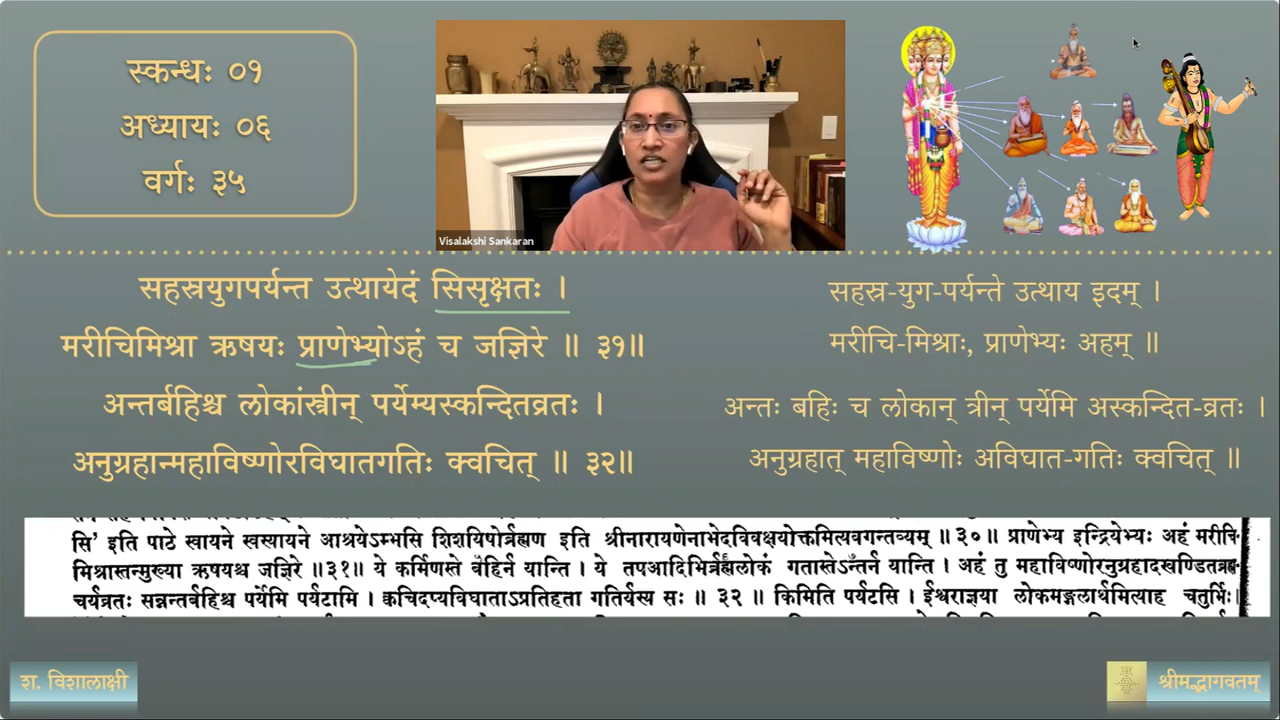 स्कन्धः ०१
अध्यायः ०६
वर्गः ३५
Visalakshi Sankaran
सहस्रयुगपर्यन्त उत्थायेदं सिसृक्षतः ।
मरीचिमिश्रा ऋषयः प्राणेभ्योऽहं च जज्ञिरे ॥ ३१॥
अन्तर्बहिश्च लोकांस्त्रीन् पर्येम्यस्कन्दितव्रतः ।
अनुग्रहान्महाविष्णोरविघातगतिः क्वचित् ॥ ३२॥
सहस्र-युग-पर्यन्ते उत्थाय इदम् ।
मरीचि-मिश्राः, प्राणेभ्यः अहम् ॥
अन्तः बहिः च लोकान् त्रीन् पर्येमि अस्कन्दित-व्रतः ।
अनुग्रहात् महाविष्णोः अविघात-गतिः क्वचित् ॥
सि’ इति पाठे स्वायने स्वस्यायने आश्रयेऽम्भसि शिशयिषोर्ब्रह्मण इति श्रीनारायणेनाभेदविवक्षयोक्तमित्यवगन्तव्यम् ॥ ३० ॥ प्राणेभ्य इन्द्रियेभ्यः अहं मरीचि-
मिश्रास्तन्मुख्या ऋषयश्च जज्ञिरे ॥३१॥ ये कर्मिणस्ते बहिर्न यान्ति । ये तपआदिभिर्ब्रह्मलोकं गतास्तेऽन्तर्न यान्ति । अहं तु महाविष्णोरनुग्रहादखण्डितब्रह्म-
चर्यव्रतः सन्नन्तर्बहिश्च पर्येमि पर्यटामि । क्वचिदप्यविघाताऽप्रतिहता गतिर्यस्य सः ॥ ३२ ॥ किमिति पर्यटसि । ईश्वराज्ञया लोकमङ्गलार्थमित्याह चतुर्भिः।
श. विशालाक्षी
श्रीमद्भागवतम्